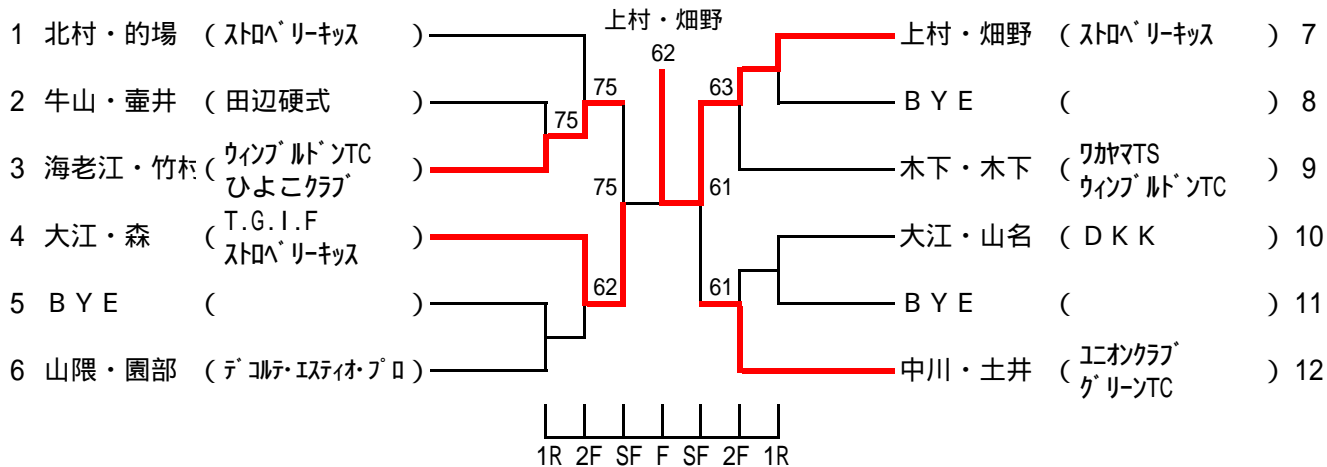 上村・畑野
62
1 北村・的場 (ｽﾄﾛﾍﾞﾘｰｷｯｽ )
2 牛山・壷井 (田辺硬式 )
3 海老江・竹村(ｳｨﾝﾌﾞﾙﾄﾞﾝTC
ひよこｸﾗﾌﾞ )
4 大江・森 (T.G.I.F
ｽﾄﾛﾍﾞﾘｰｷｯｽ )
5 ＢＹＥ ( )
6 山隈・園部 (ﾃﾞｺﾙﾃ･ｴｽﾃｨｵ･ﾌﾟﾛ)
75
75
75
62
63
61
61
上村・畑野 (ｽﾄﾛﾍﾞﾘｰｷｯｽ ) 7
ＢＹＥ ( ) 8
木下・木下 (ﾜｶﾔﾏTS
ｳｨﾝﾌﾞﾙﾄﾞﾝTC ) 9
大江・山名 (ＤＫＫ ) 10
ＢＹＥ ( ) 11
中川・土井 (ﾕﾆｵﾝｸﾗﾌﾞ
ｸﾞﾘｰﾝTC ) 12
1R 2F SF F SF 2F 1R